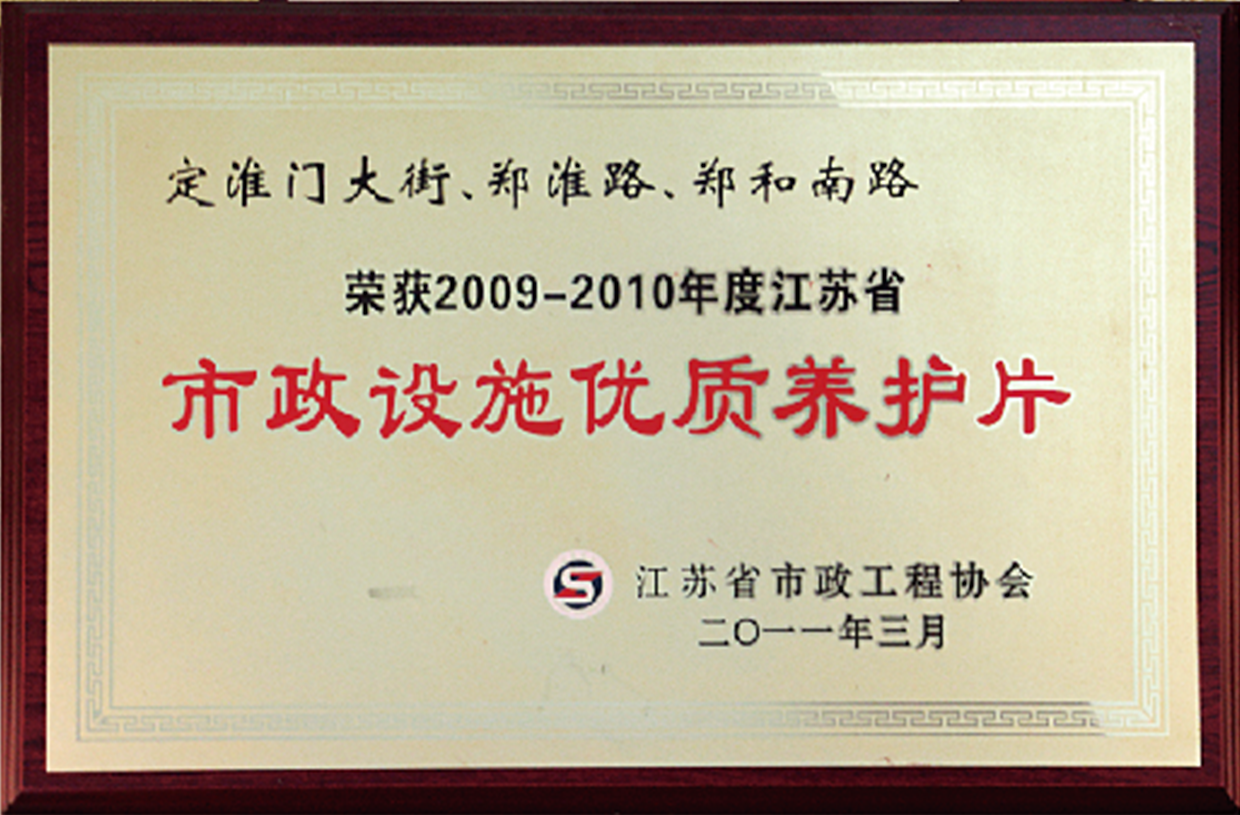 定淮门大街、郑淮路、郑和南路
荣获2009-2010年度江苏省
市政设施优质养护片
江苏省市政工程协会
二〇一一年三月